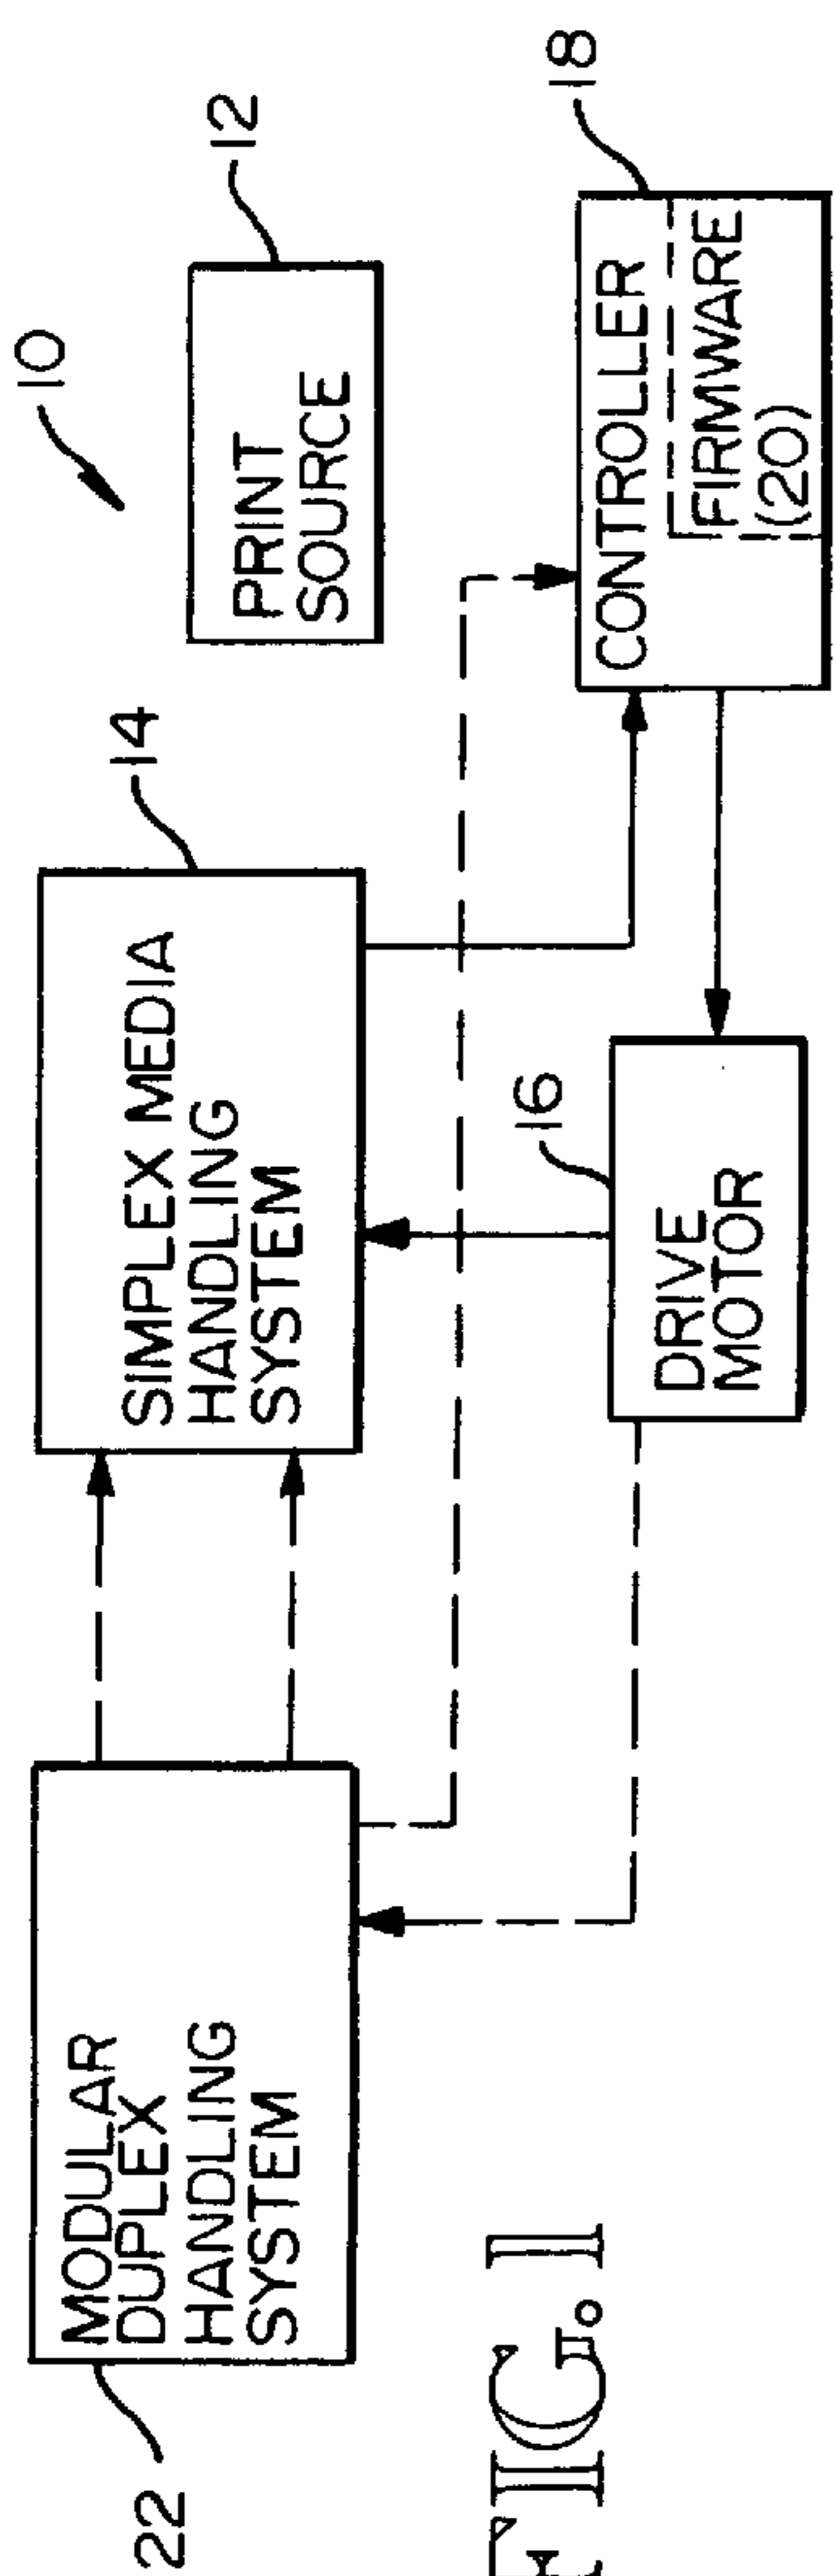 10
22
MODULAR
DUPLEX
HANDLING
SYSTEM
14
SIMPLEX MEDIA
HANDLING
SYSTEM
12
PRINT
SOURCE
16
DRIVE
MOTOR
18
CONTROLLER
FIRMWARE
(20)
FIG. 1